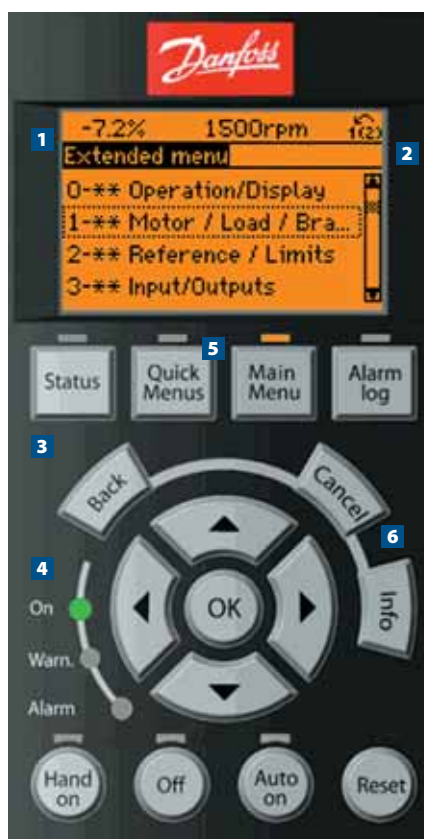 Danfoss
1
-7.2% 1500rpm 1(2)
2
Extended menu
0-** Operation/Display
1-** Motor / Load / Bra...
2-** Reference / Limits
3-** Input/Outputs
5
Status
Quick
Menus
Main
Menu
Alarm
log
3
Back
Cancel
6
4
On
OK
Info
Warn.
Alarm
Hand
on
Off
Auto
on
Reset